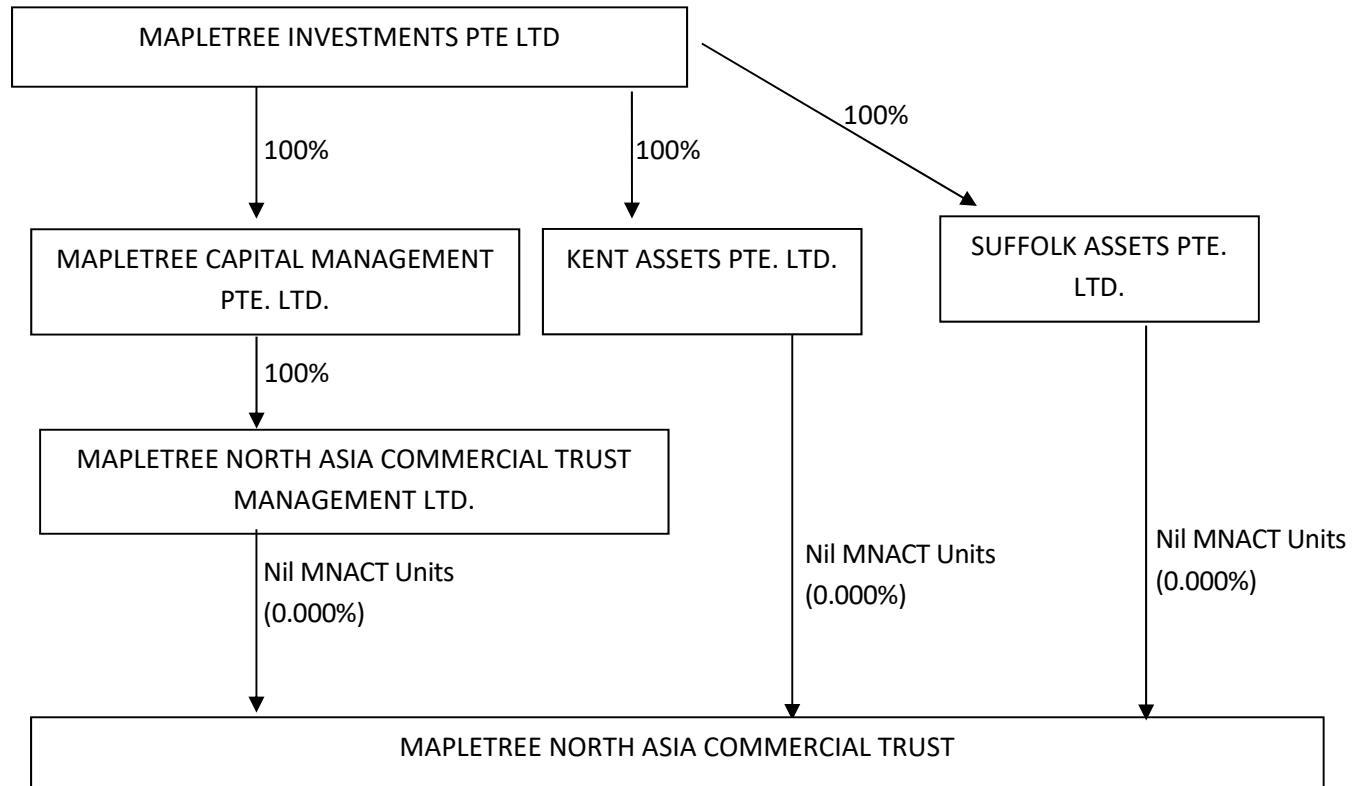 MAPLETREE INVESTMENTS PTE LTD
100%
100%
100%
MAPLETREE CAPITAL MANAGEMENT
PTE. LTD.
KENT ASSETS PTE. LTD.
SUFFOLK ASSETS PTE.
LTD.
100%
MAPLETREE NORTH ASIA COMMERCIAL TRUST
MANAGEMENT LTD.
Nil MNACT Units
(0.000%)
Nil MNACT Units
(0.000%)
Nil MNACT Units
(0.000%)
MAPLETREE NORTH ASIA COMMERCIAL TRUST